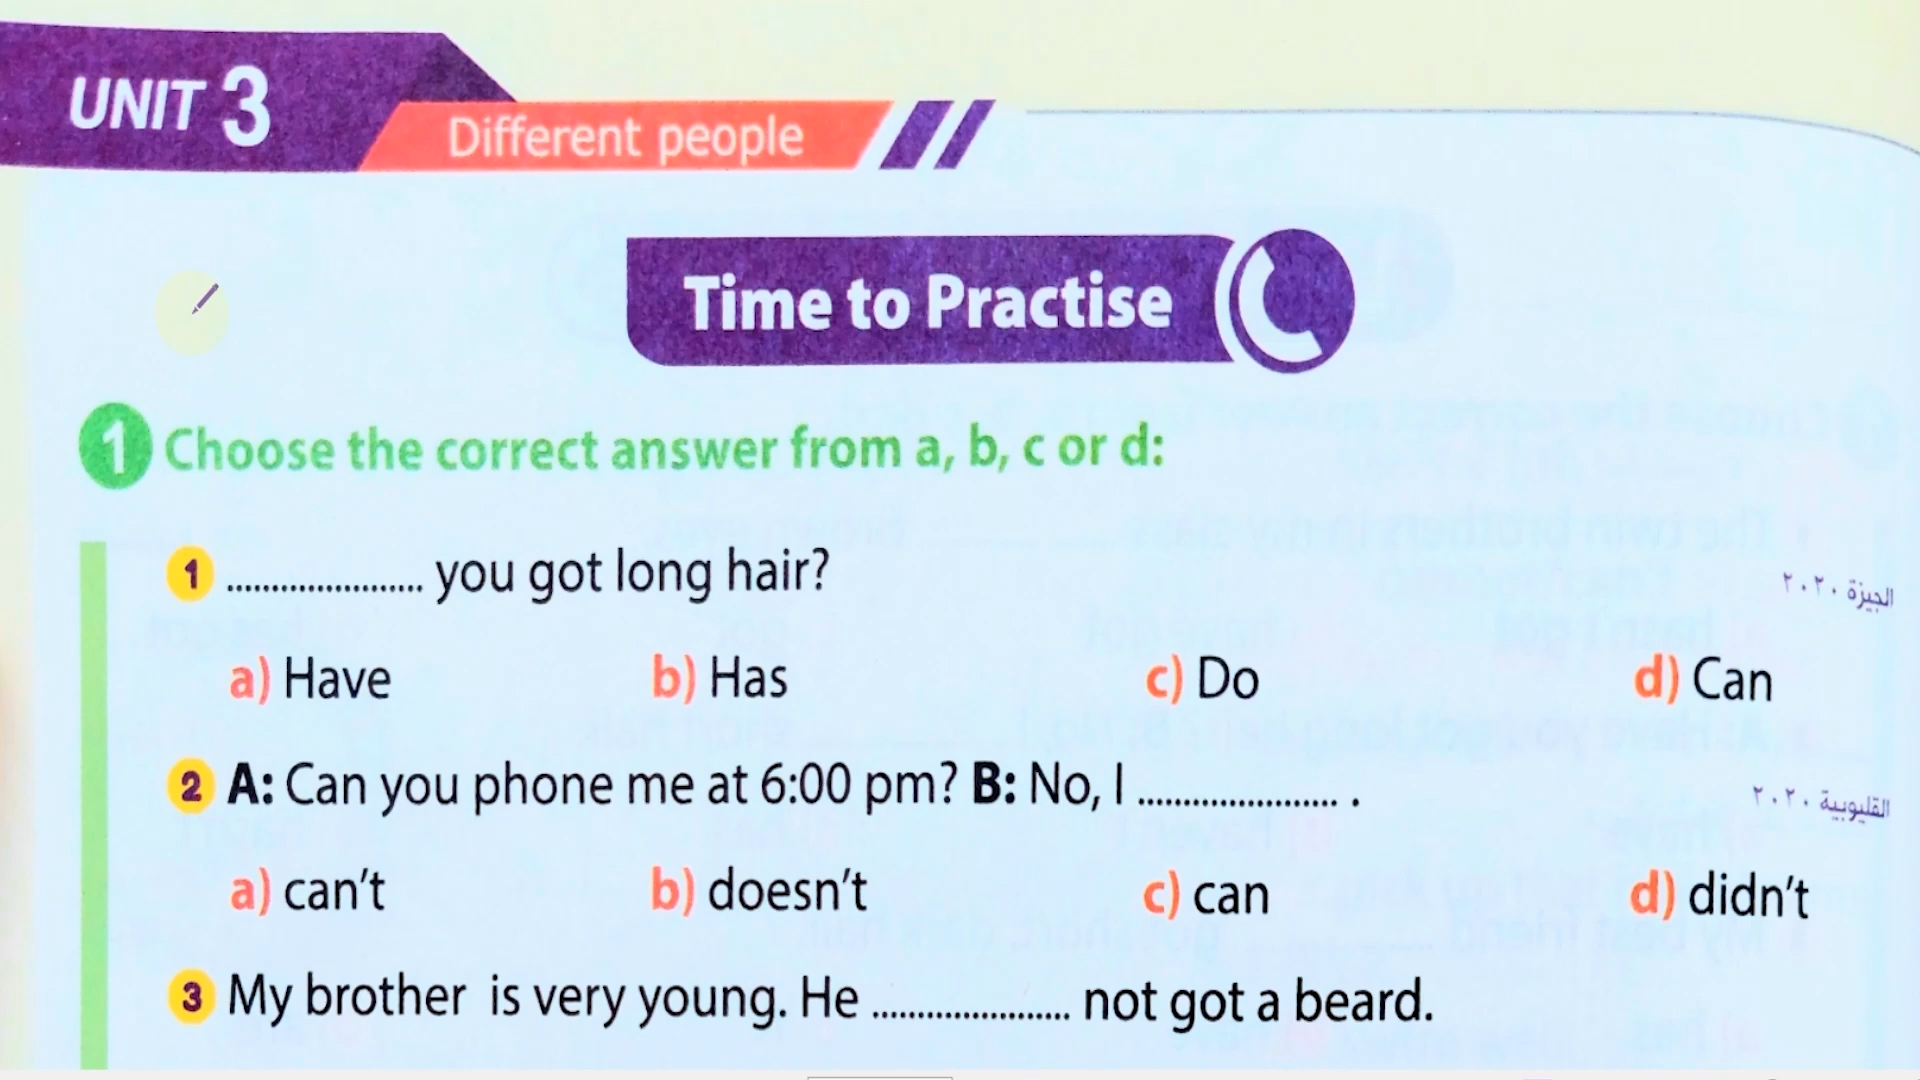 UNIT 3
Different people
Time to Practise
1 Choose the correct answer from a, b, c or d:
1 ...................... you got long hair? الجيزة ٢٠٢٠
a) Have b) Has c) Do d) Can
2 A: Can you phone me at 6:00 pm? B: No, I ...................... . القليوبية ٢٠٢٠
a) can't b) doesn't c) can d) didn't
3 My brother is very young. He ...................... not got a beard.